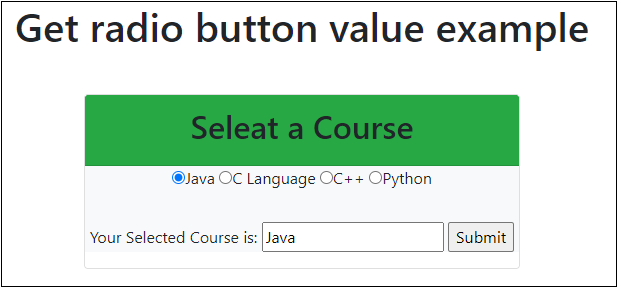 Get radio button value example
Seleat a Course
Java C Language C++ Python
Your Selected Course is: Java Submit